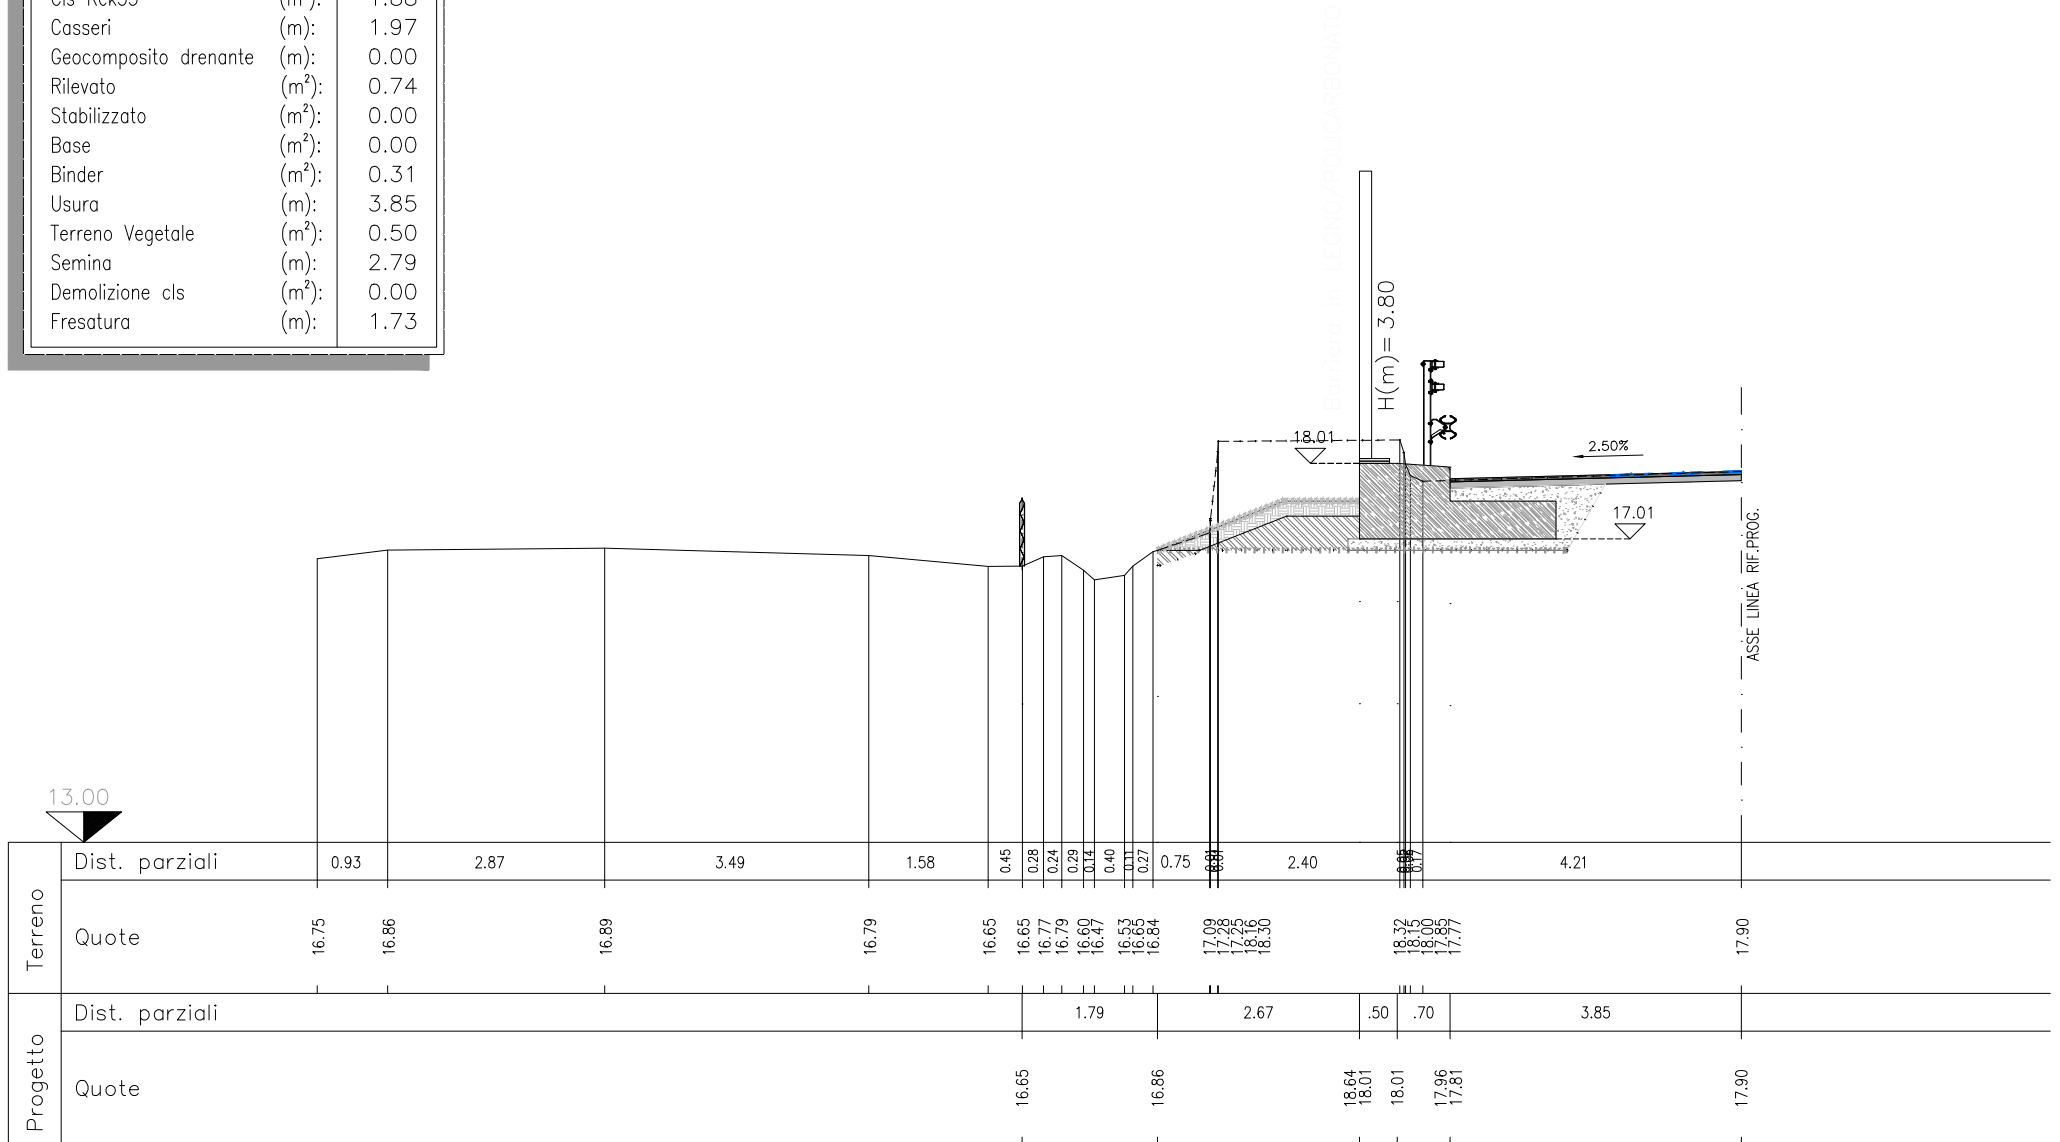 Cls Rck35 (m²): 1.88
Casseri (m): 1.97
Geocomposito drenante (m): 0.00
Rilevato (m²): 0.74
Stabilizzato (m²): 0.00
Base (m²): 0.00
Binder (m²): 0.31
Usura (m): 3.85
Terreno Vegetale (m²): 0.50
Semina (m): 2.79
Demolizione cls (m²): 0.00
Fresatura (m): 1.73
Barriera in LEGNO/POLICARBONATO
H(m)= 3.80
18.01
2.50%
17.01
ASSE LINEA RIF.PROG.
13.00
Terreno
Dist. parziali 0.93 2.87 3.49 1.58 0.45 0.28 0.24 0.29 0.14 0.40 0.11 0.27 0.75 2.40 0.17 4.21
Quote 16.75 16.86 16.89 16.79 16.65 16.65 16.77 16.79 16.60 16.47 16.53 16.65 16.84 17.09 17.28 17.25 18.16 18.30 18.32 18.15 18.00 17.85 17.77 17.90
Progetto
Dist. parziali 1.79 2.67 .50 .70 3.85
Quote 16.65 16.86 18.64 18.01 18.01 17.96 17.81 17.90